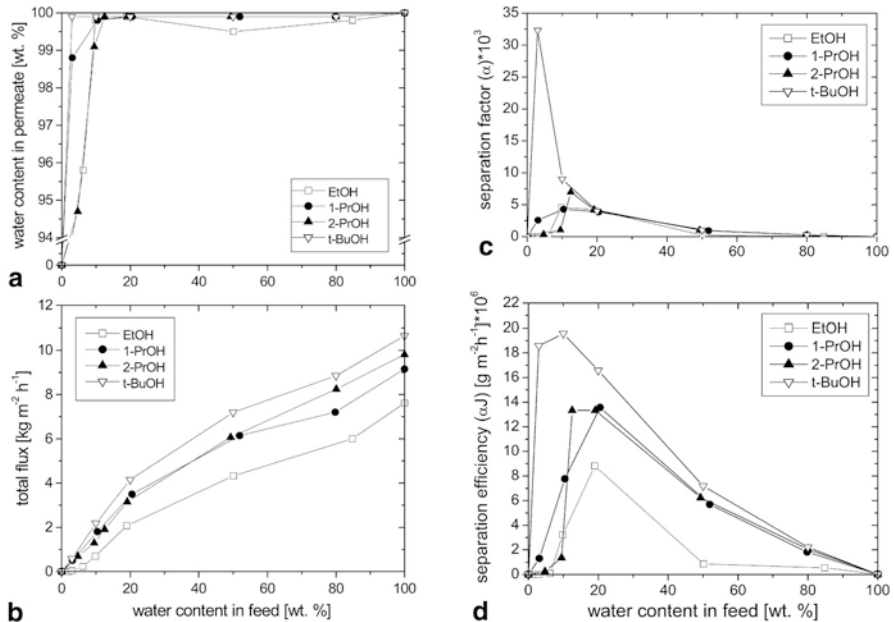 a
water content in permeate [wt. %]
100
99
98
97
96
95
94
0
0 20 40 60 80 100
EtOH
1-PrOH
2-PrOH
t-BuOH
b
total flux [kg m-2 h-1]
12
10
8
6
4
2
0
0 20 40 60 80 100
water content in feed [wt. %]
EtOH
1-PrOH
2-PrOH
t-BuOH
c
separation factor (α)*10³
35
30
25
20
15
10
5
0
0 20 40 60 80 100
EtOH
1-PrOH
2-PrOH
t-BuOH
d
separation efficiency (αJ) [g m-2h-1]*10⁶
22
20
18
16
14
12
10
8
6
4
2
0
0 20 40 60 80 100
water content in feed [wt. %]
EtOH
1-PrOH
2-PrOH
t-BuOH